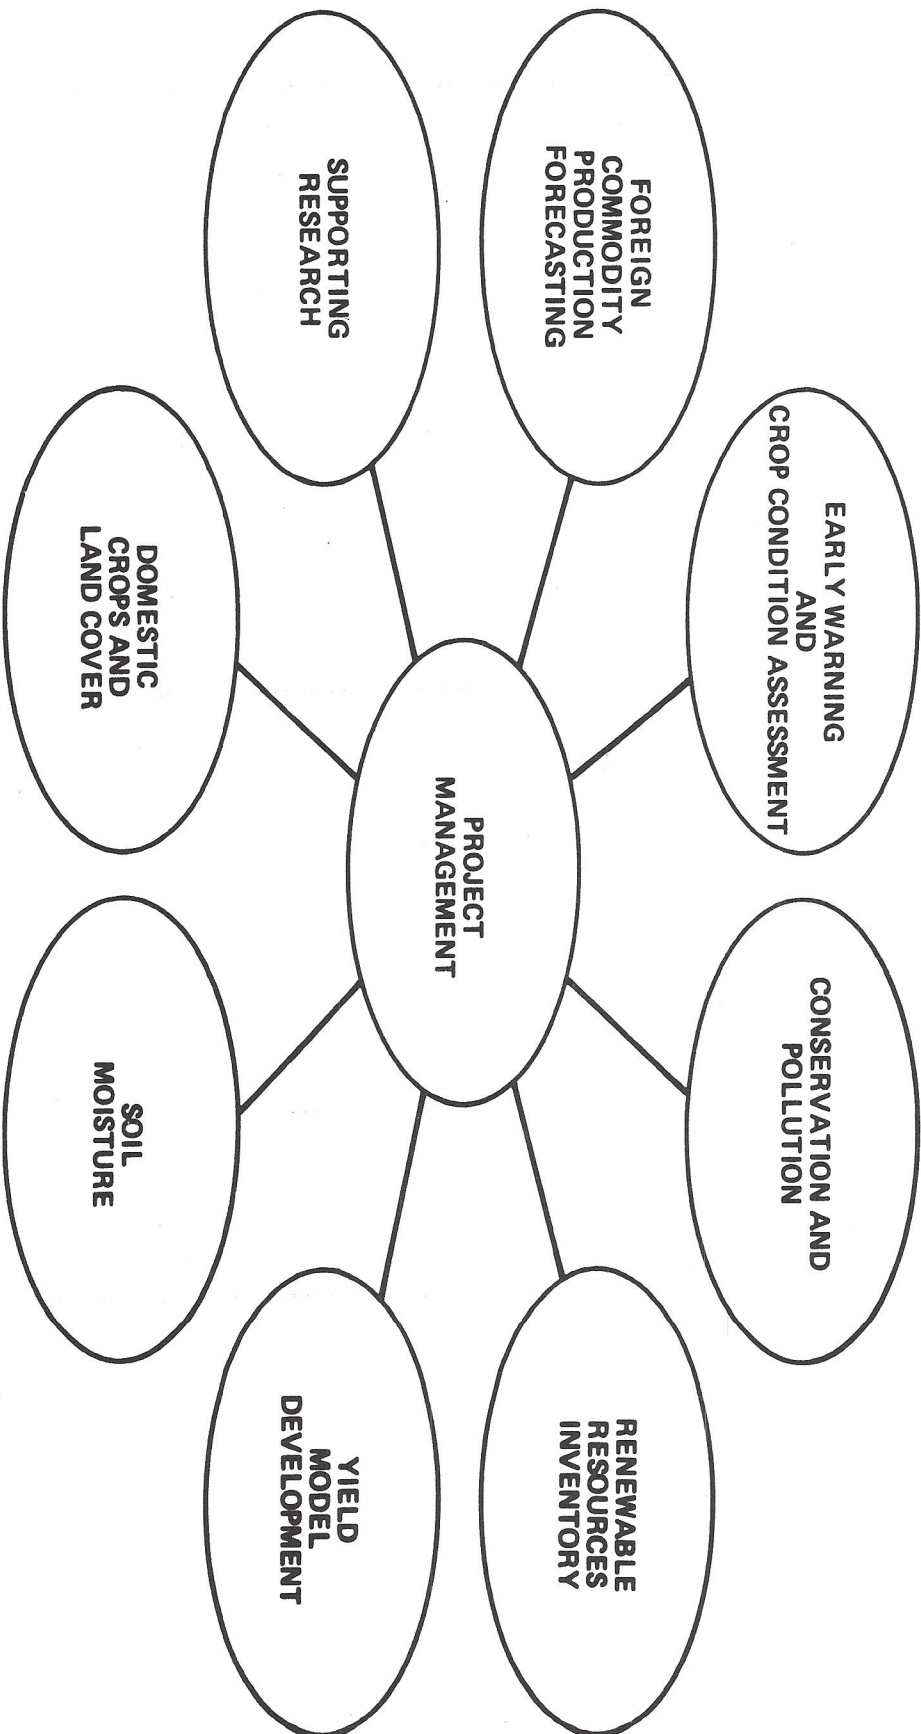 EARLY WARNING
AND
CROP CONDITION ASSESSMENT
CONSERVATION AND
POLLUTION
FOREIGN
COMMODITY
PRODUCTION
FORECASTING
RENEWABLE
RESOURCES
INVENTORY
PROJECT
MANAGEMENT
SUPPORTING
RESEARCH
YIELD
MODEL
DEVELOPMENT
DOMESTIC
CROPS AND
LAND COVER
SOIL
MOISTURE